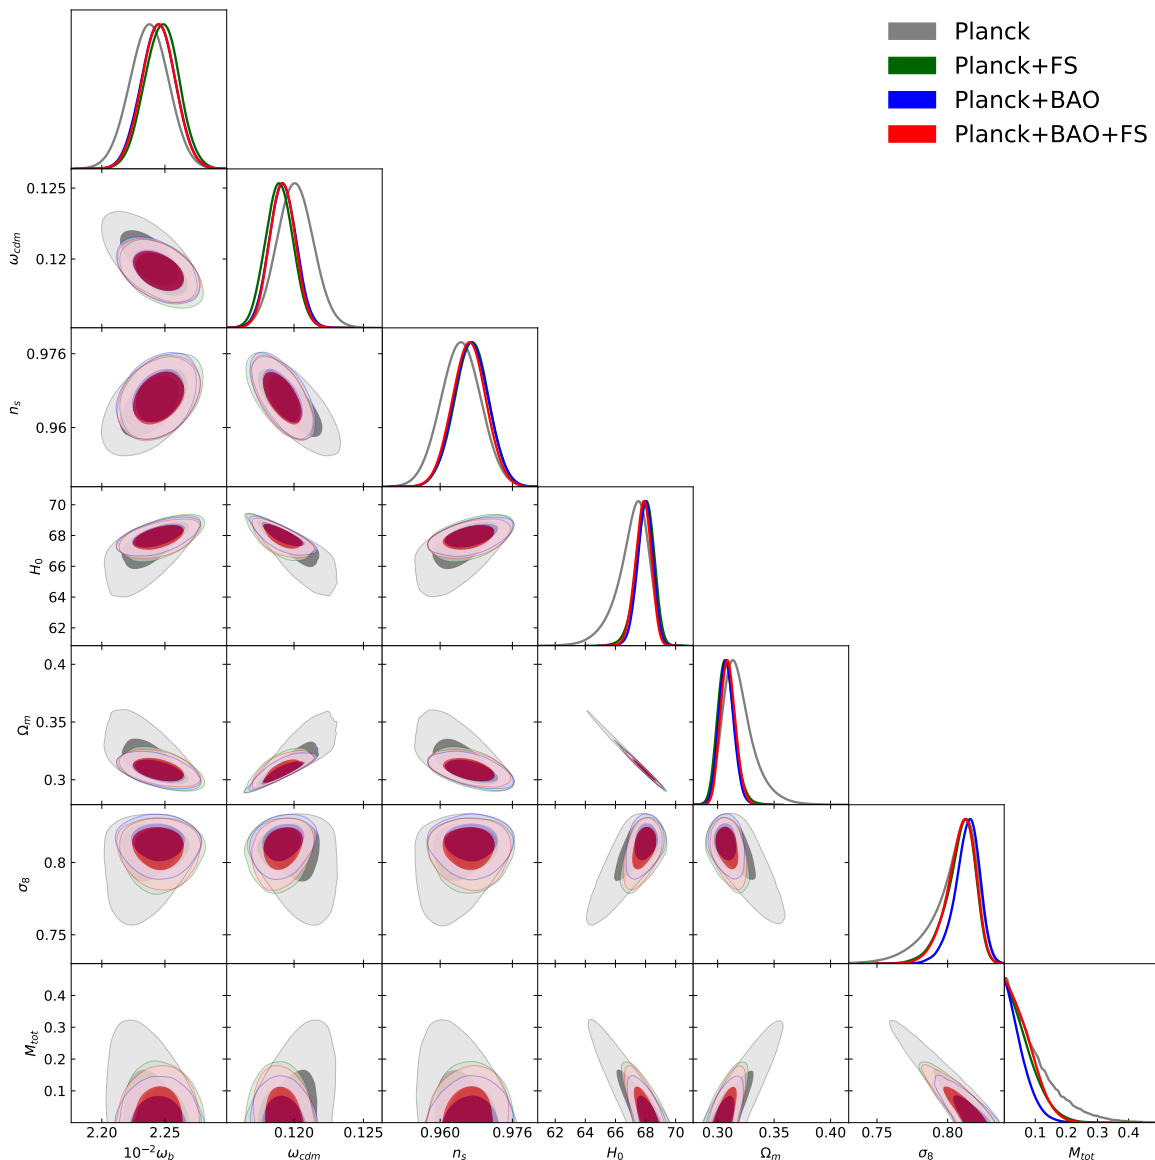 Planck
Planck+FS
Planck+BAO
Planck+BAO+FS
0.125
0.12
ω_cdm
0.976
0.96
n_s
70
68
66
64
62
H_0
0.4
0.35
0.3
Ω_m
0.8
0.75
σ_8
0.4
0.3
0.2
0.1
M_tot
2.20 2.25 0.120 0.125 0.960 0.976 62 64 66 68 70 0.30 0.35 0.40 0.75 0.80 0.1 0.2 0.3 0.4
10^{-2}ω_b ω_cdm n_s H_0 Ω_m σ_8 M_tot